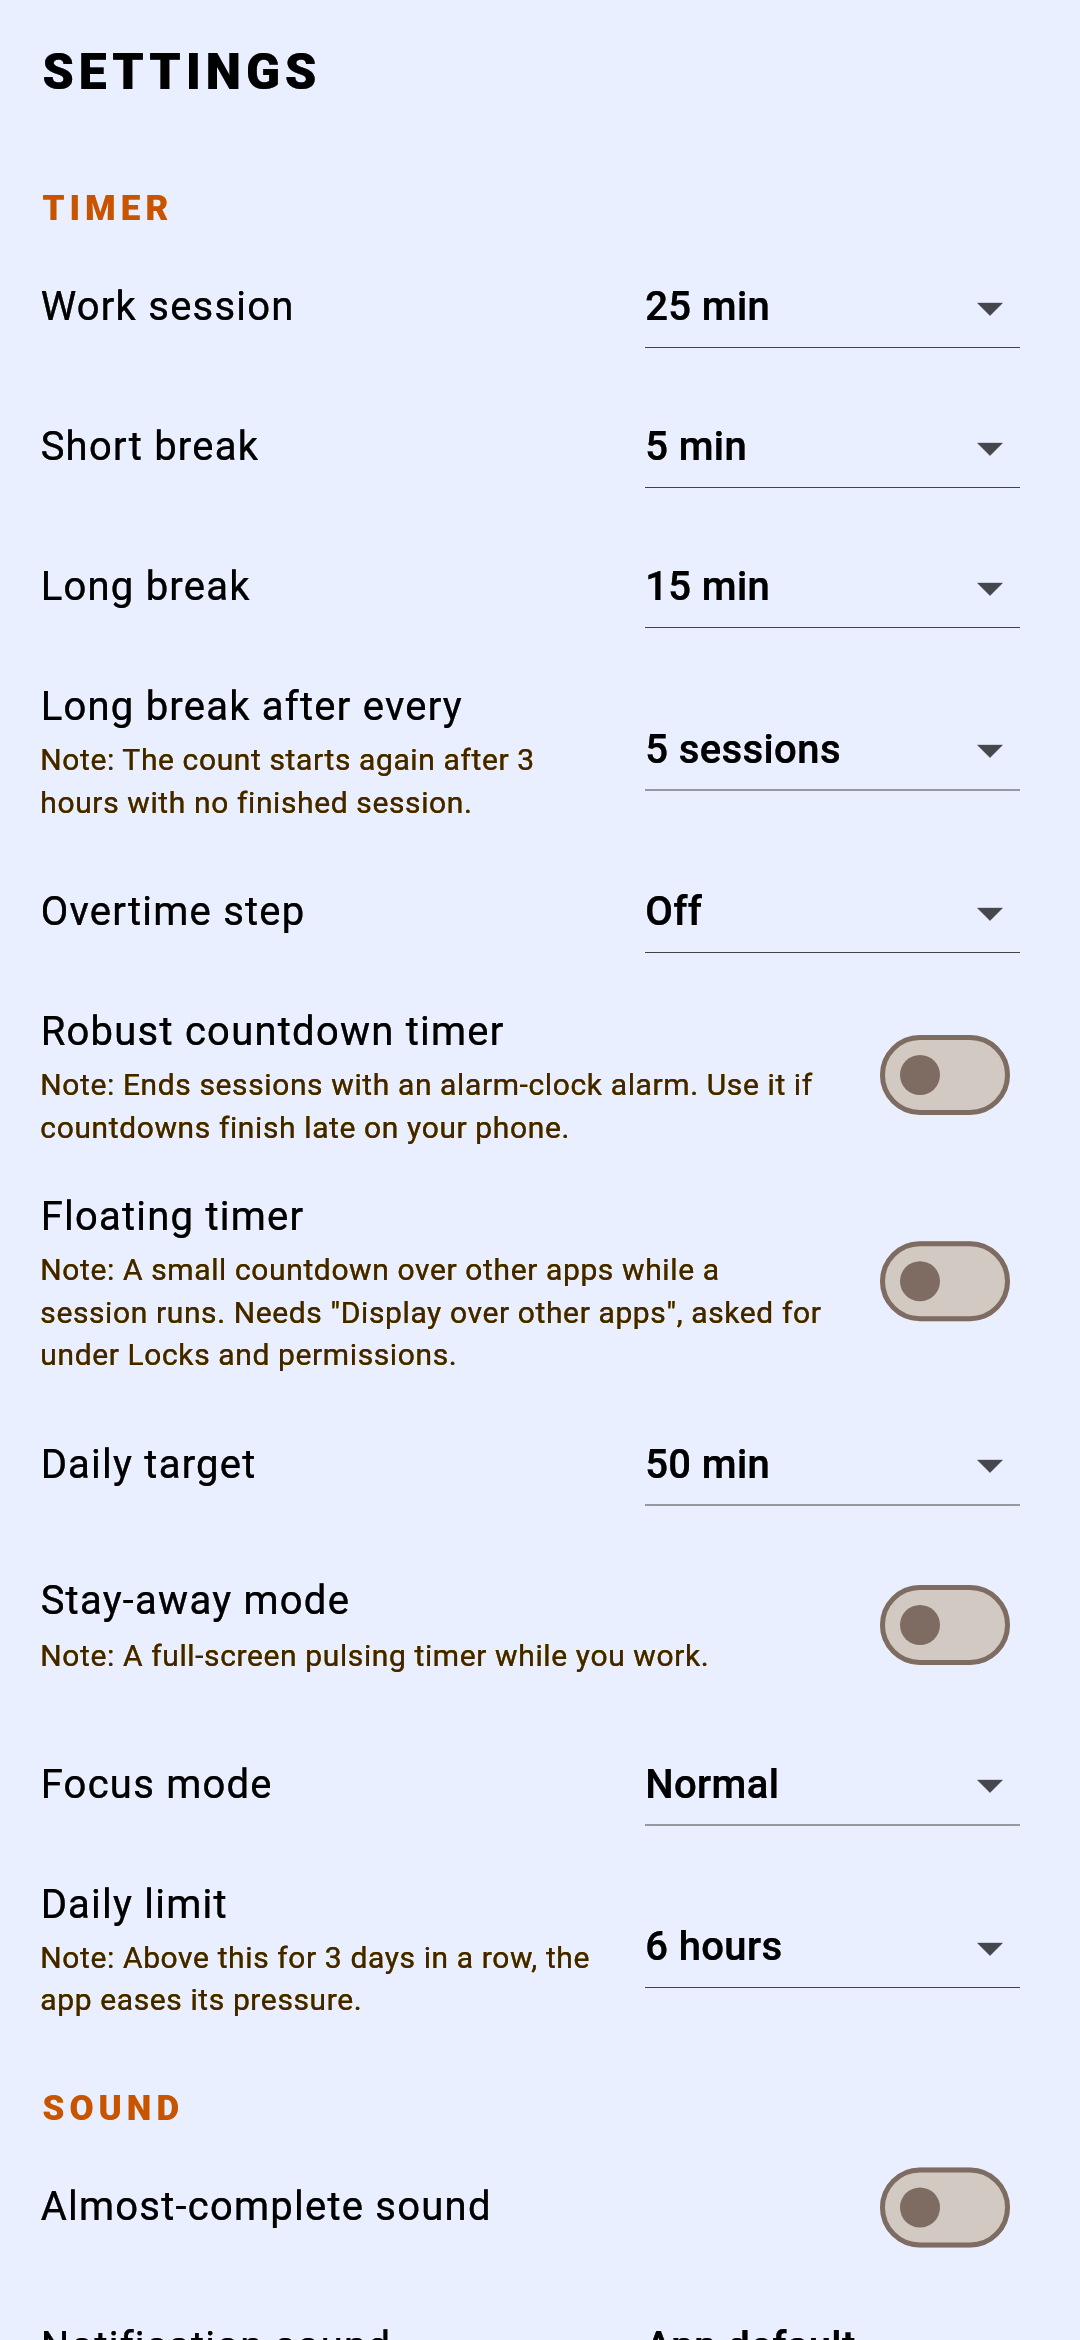 SETTINGS
TIMER
Work session
25 min
Short break
5 min
Long break
15 min
Long break after every
Note: The count starts again after 3
hours with no finished session.
5 sessions
Overtime step
Off
Robust countdown timer
Note: Ends sessions with an alarm-clock alarm. Use it if
countdowns finish late on your phone.
Floating timer
Note: A small countdown over other apps while a
session runs. Needs "Display over other apps", asked for
under Locks and permissions.
Daily target
50 min
Stay-away mode
Note: A full-screen pulsing timer while you work.
Focus mode
Normal
Daily limit
Note: Above this for 3 days in a row, the
app eases its pressure.
6 hours
SOUND
Almost-complete sound
Notification sound
App default